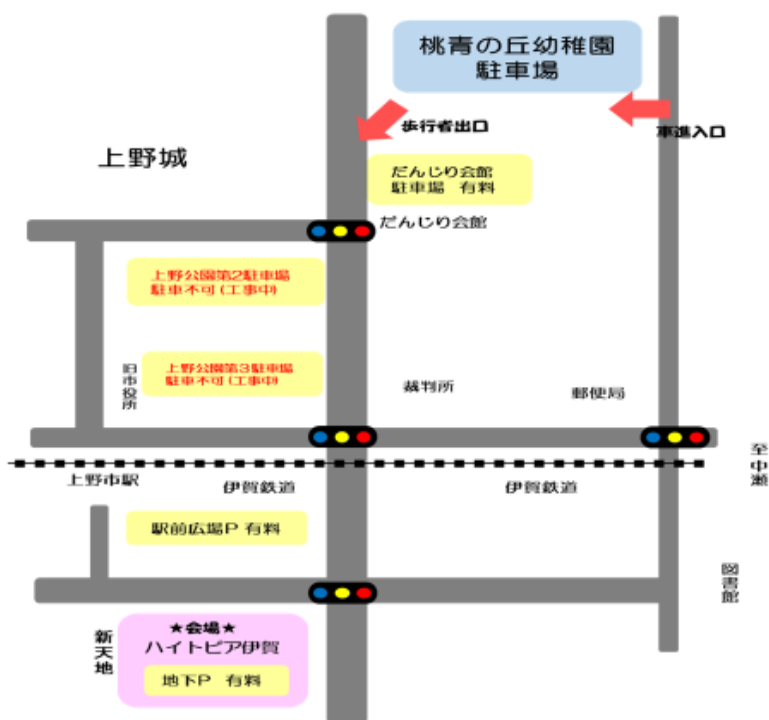 桃青の丘幼稚園
駐車場
歩行者出口
車進入口
上野城
だんじり会館
駐車場 有料
だんじり会館
上野公園第2駐車場
駐車不可(工事中)
旧市役所
上野公園第3駐車場
駐車不可(工事中)
裁判所
郵便局
至中瀬
上野市駅
伊賀鉄道
伊賀鉄道
駅前広場P 有料
図書館
新天地
★会場★
ハイトピア伊賀
地下P 有料